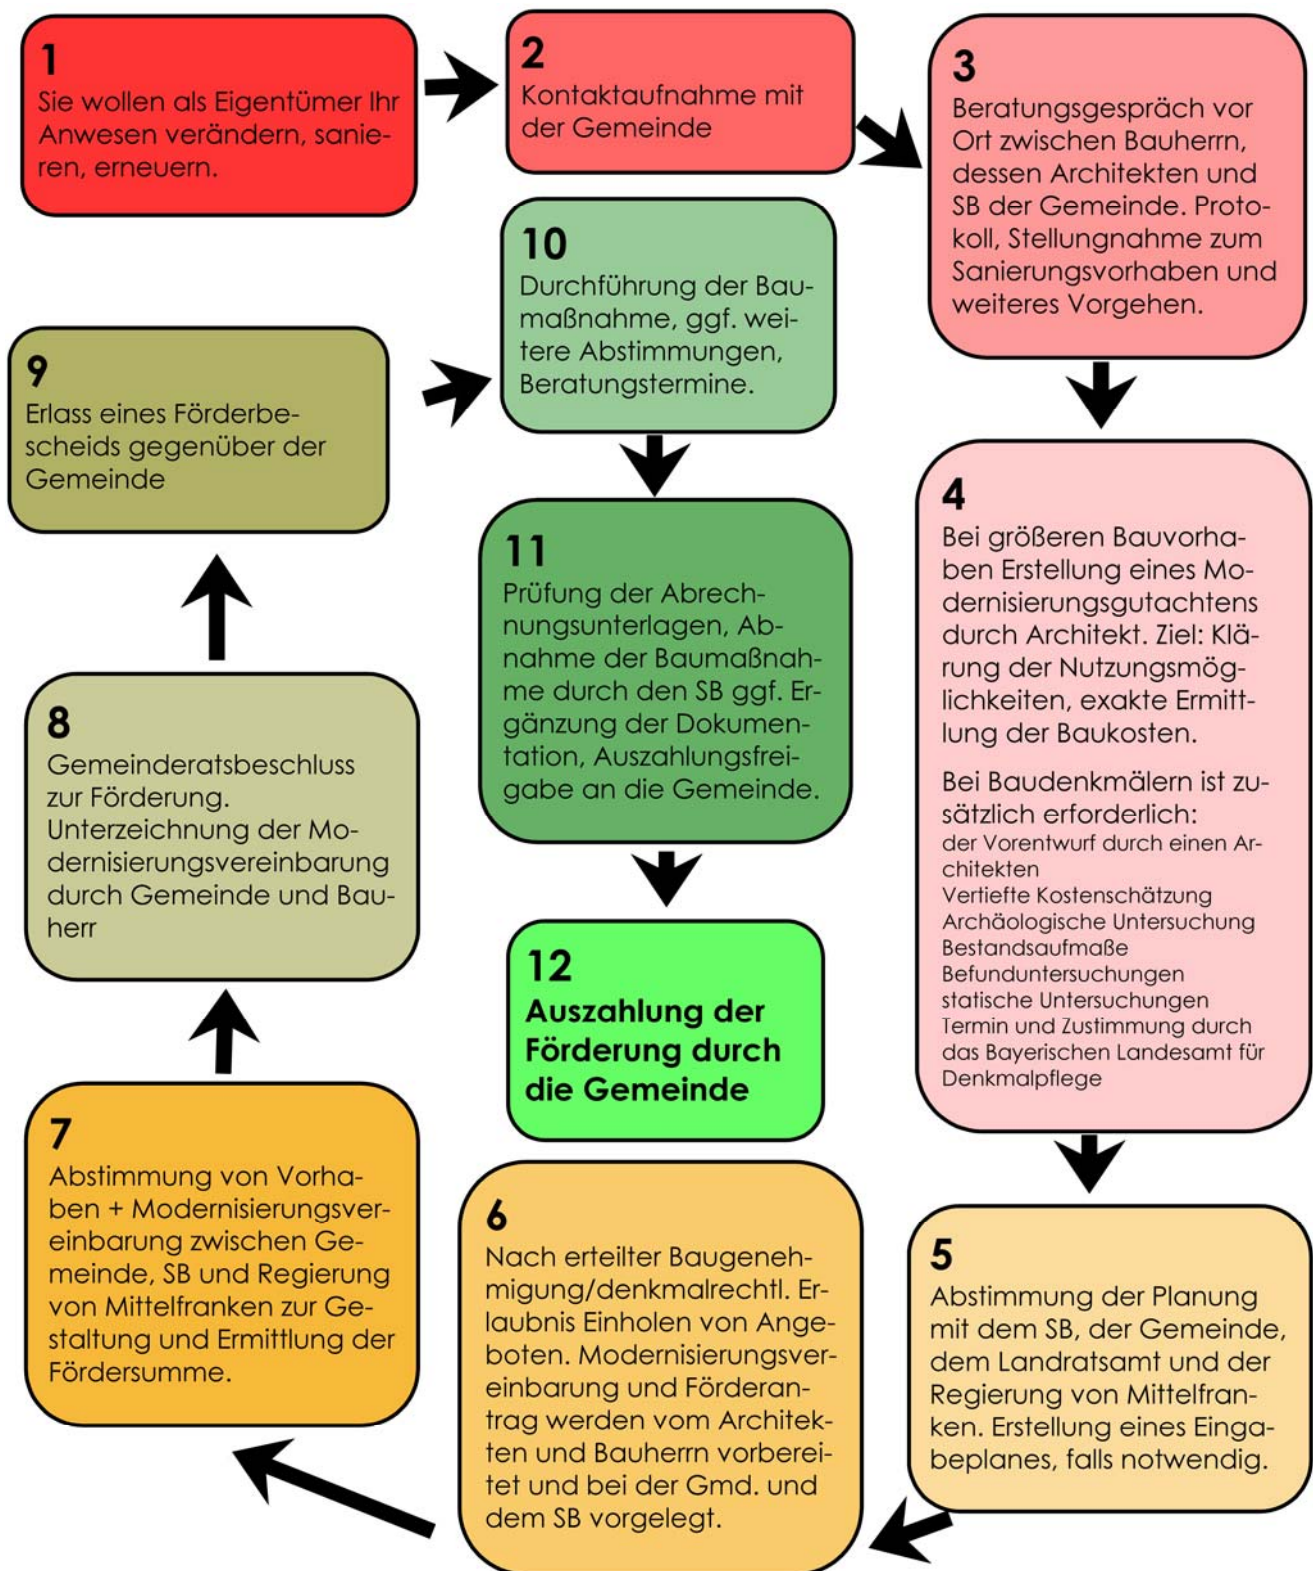 1
Sie wollen als Eigentümer Ihr
Anwesen verändern, sanie-
ren, erneuern.
2
Kontaktaufnahme mit
der Gemeinde
3
Beratungsgespräch vor
Ort zwischen Bauherrn,
dessen Architekten und
SB der Gemeinde. Proto-
koll, Stellungnahme zum
Sanierungsvorhaben und
weiteres Vorgehen.
4
Bei größeren Bauvorha-
ben Erstellung eines Mo-
dernisierungsgutachtens
durch Architekt. Ziel: Klä-
rung der Nutzungsmög-
lichkeiten, exakte Ermitt-
lung der Baukosten.
Bei Baudenkmälern ist zu-
sätzlich erforderlich:
der Vorentwurf durch einen Ar-
chitekten
Vertiefte Kostenschätzung
Archäologische Untersuchung
Bestandsaufmaße
Befunduntersuchungen
statische Untersuchungen
Termin und Zustimmung durch
das Bayerischen Landesamt für
Denkmalpflege
5
Abstimmung der Planung
mit dem SB, der Gemeinde,
dem Landratsamt und der
Regierung von Mittelfran-
ken. Erstellung eines Einga-
beplanes, falls notwendig.
6
Nach erteilter Baugeneh-
migung/denkmalrechtl. Er-
laubnis Einholen von Ange-
boten. Modernisierungsver-
einbarung und Förderan-
trag werden vom Architek-
ten und Bauherrn vorberei-
tet und bei der Gmd. und
dem SB vorgelegt.
7
Abstimmung von Vorha-
ben + Modernisierungsver-
einbarung zwischen Ge-
meinde, SB und Regierung
von Mittelfranken zur Ge-
staltung und Ermittlung der
Fördersumme.
8
Gemeinderatsbeschluss
zur Förderung.
Unterzeichnung der Mo-
dernisierungsvereinbarung
durch Gemeinde und Bau-
herr
9
Erlass eines Förderbe-
scheids gegenüber der
Gemeinde
10
Durchführung der Bau-
maßnahme, ggf. wei-
tere Abstimmungen,
Beratungstermine.
11
Prüfung der Abrech-
nungsunterlagen, Ab-
nahme der Baumaßnah-
me durch den SB ggf. Er-
gänzung der Dokumen-
tation, Auszahlungsfrei-
gabe an die Gemeinde.
12
Auszahlung der
Förderung durch
die Gemeinde